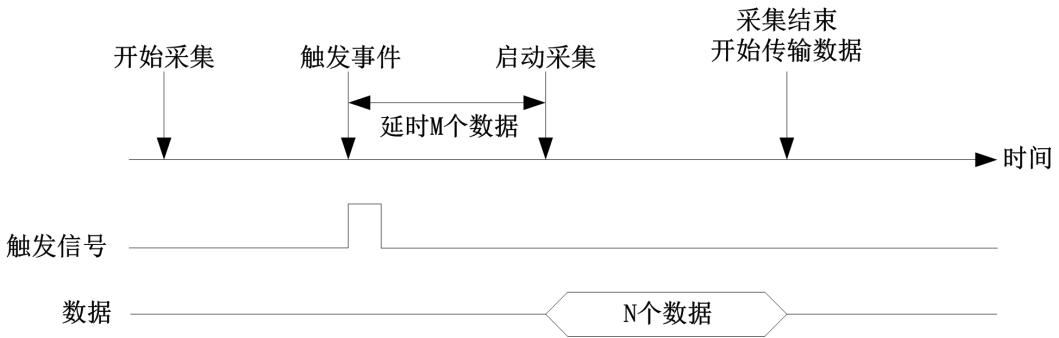 开始采集
触发事件
启动采集
采集结束
开始传输数据
延时M个数据
时间
触发信号
数据
N个数据